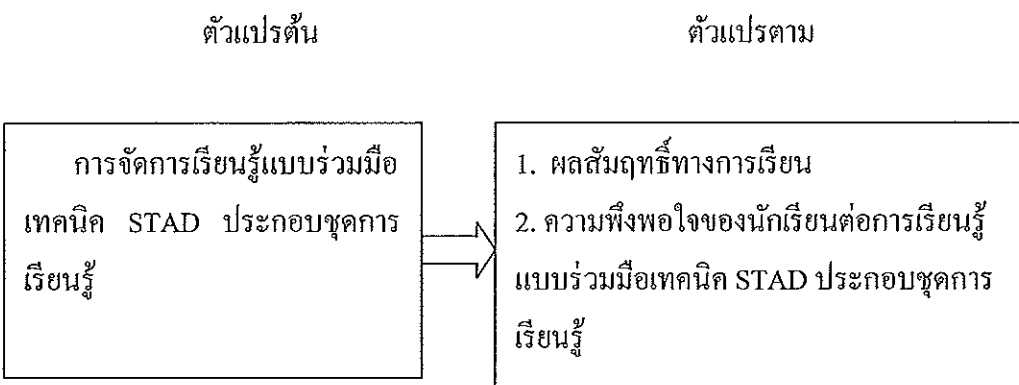 ตัวแปรต้น
ตัวแปรตาม
การจัดการเรียนรู้แบบร่วมมือ
เทคนิค STAD ประกอบชุดการ
เรียนรู้
1. ผลสัมฤทธิ์ทางการเรียน
2. ความพึงพอใจของนักเรียนต่อการเรียนรู้
แบบร่วมมือเทคนิค STAD ประกอบชุดการ
เรียนรู้